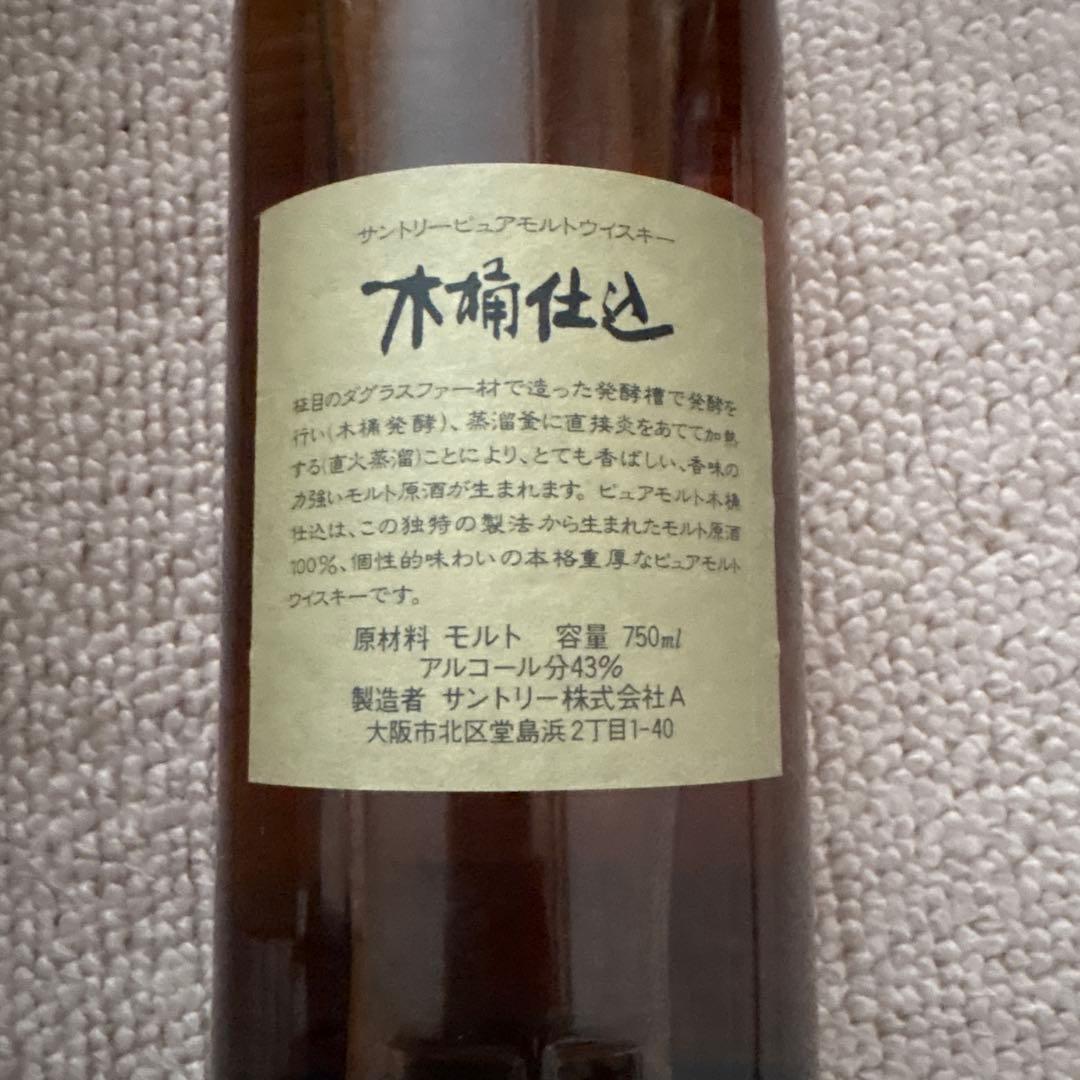 サントリーピュアモルトウイスキー
木桶仕込
柾目のダグラスファー材で造った発酵槽で発酵を
行い(木桶発酵)、蒸溜釜に直接炎をあてて加熱
する(直火蒸溜)ことにより、とても香ばしい、香味の
力強いモルト原酒が生まれます。ピュアモルト木桶
仕込は、この独特の製法から生まれたモルト原酒
100%、個性的味わいの本格重厚なピュアモルト
ウイスキーです。
原材料 モルト 容量 750ml
アルコール分43%
製造者 サントリー株式会社A
大阪市北区堂島浜2丁目1-40